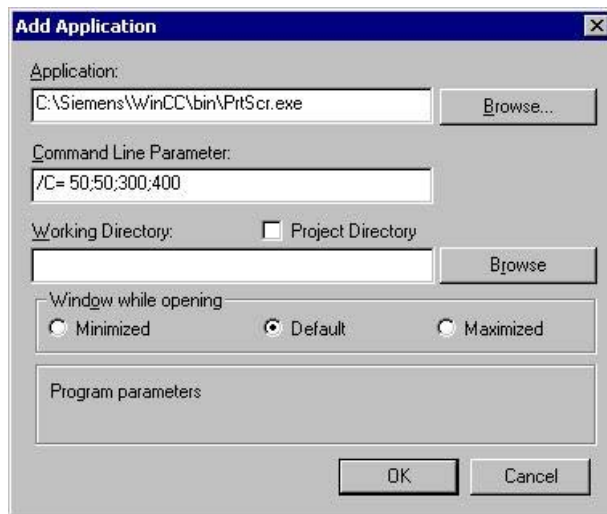 Add Application
Application:
C:\Siemens\WinCC\bin\PrtScr.exe
Browse...
Command Line Parameter:
/C= 50;50;300;400
Working Directory:
Project Directory
Browse
Window while opening
Minimized
Default
Maximized
Program parameters
OK
Cancel